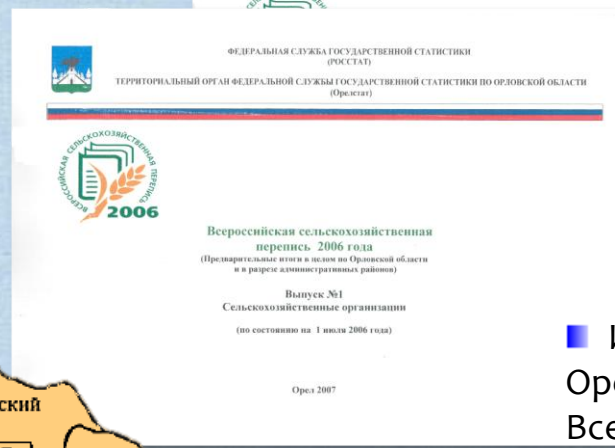 ФЕДЕРАЛЬНАЯ СЛУЖБА ГОСУДАРСТВЕННОЙ СТАТИСТИКИ
(РОССТАТ)
ТЕРРИТОРИАЛЬНЫЙ ОРГАН ФЕДЕРАЛЬНОЙ СЛУЖБЫ ГОСУДАРСТВЕННОЙ СТАТИСТИКИ ПО ОРЛОВСКОЙ ОБЛАСТИ
(Орелстат)
ВСЕРОССИЙСКАЯ СЕЛЬСКОХОЗЯЙСТВЕННАЯ ПЕРЕПИСЬ
2006
Всероссийская сельскохозяйственная
перепись 2006 года
(Предварительные итоги в целом по Орловской области
и в разрезе административных районов)
Выпуск №1
Сельскохозяйственные организации
(по состоянию на 1 июля 2006 года)
Орел 2007
ский
Оре
Все